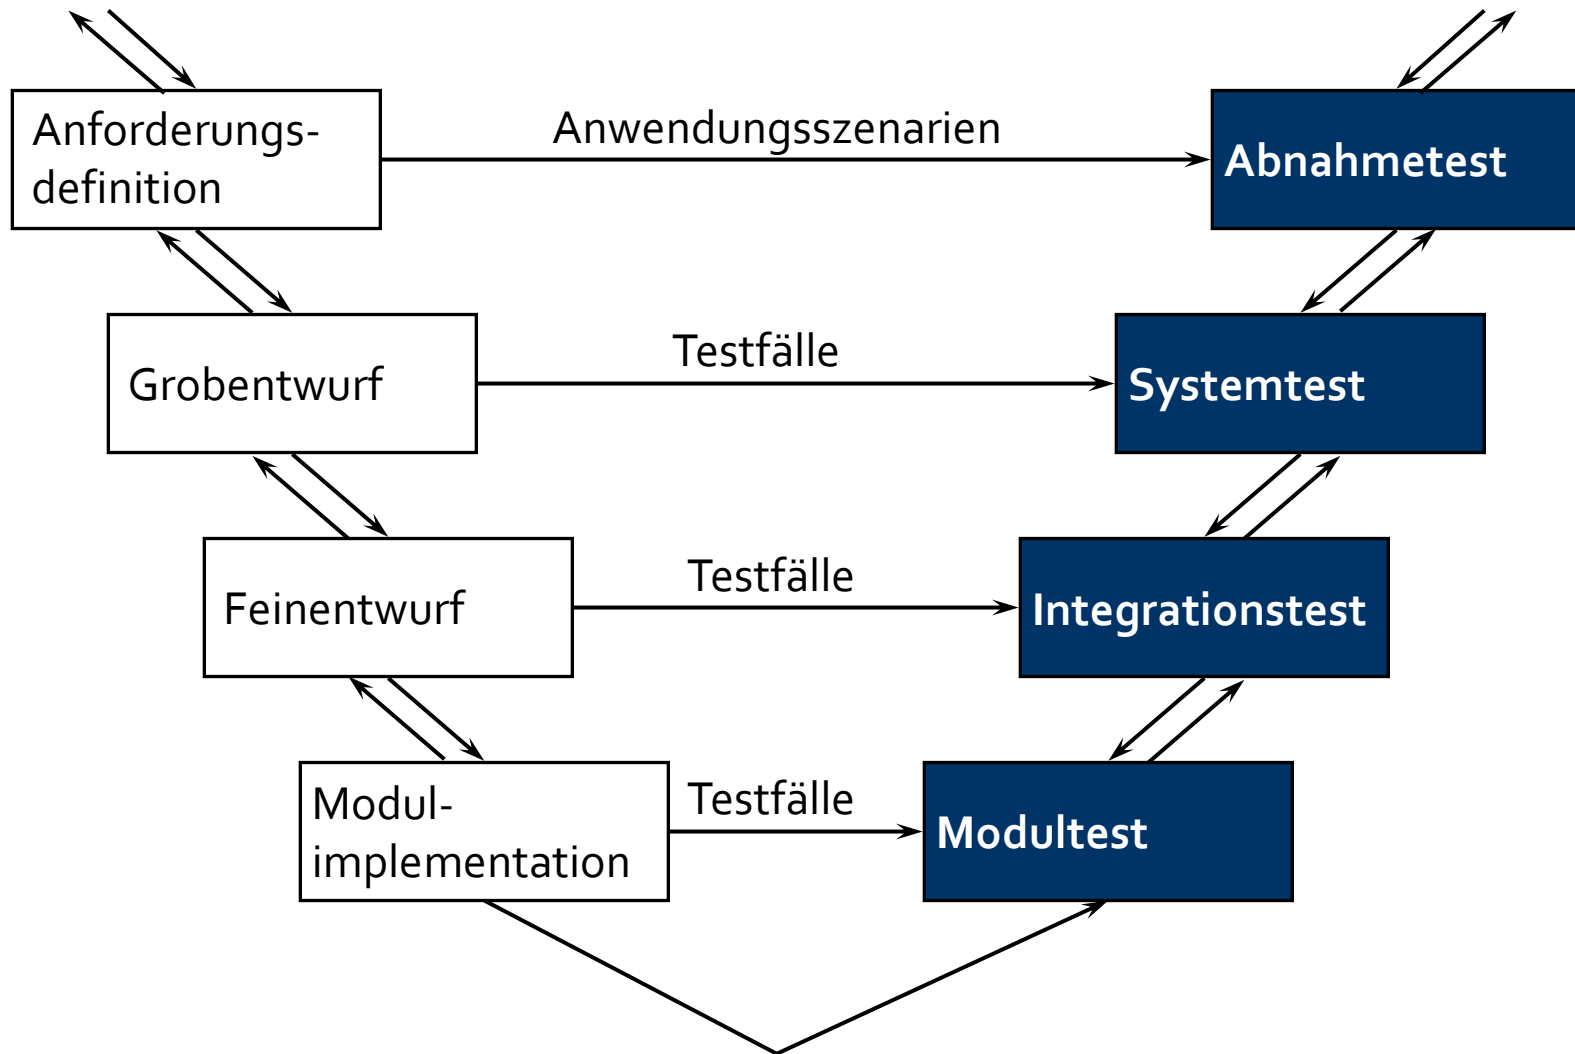 Anforderungs-
definition
Anwendungsszenarien
Abnahmetest
Grobentwurf
Testfälle
Systemtest
Feinentwurf
Testfälle
Integrationstest
Modul-
implementation
Testfälle
Modultest